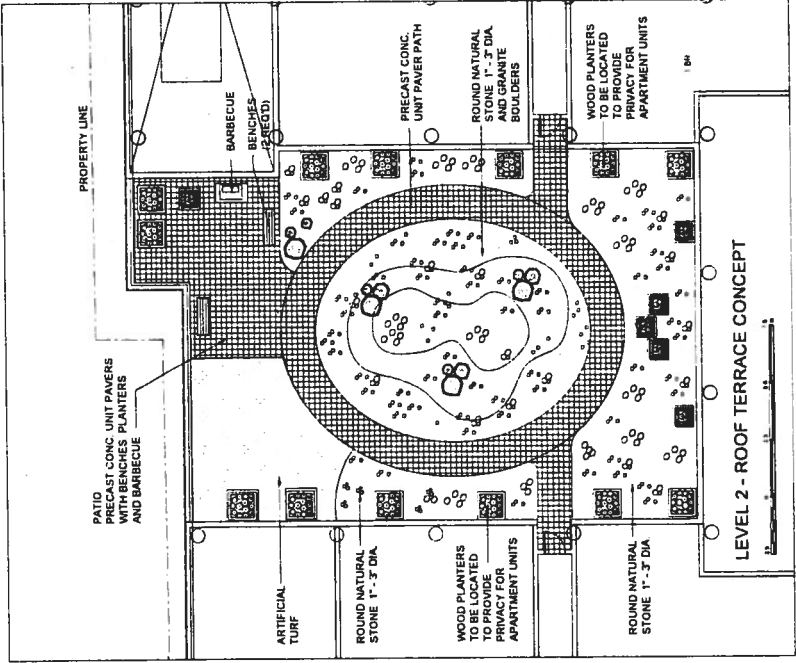 PROPERTY LINE
PATIO
PRECAST CONC. UNIT PAVERS
WITH BENCHES PLANTERS
AND BARBECUE
BARBECUE
BENCHES
(2 REQ'D)
PRECAST CONC.
UNIT PAVER PATH
ROUND NATURAL
STONE 1" - 3" DIA.
AND GRANITE
BOULDERS
WOOD PLANTERS
TO BE LOCATED
TO PROVIDE
PRIVACY FOR
APARTMENT UNITS
ARTIFICIAL
TURF
ROUND NATURAL
STONE 1" - 3" DIA.
WOOD PLANTERS
TO BE LOCATED
TO PROVIDE
PRIVACY FOR
APARTMENT UNITS
ROUND NATURAL
STONE 1" - 3" DIA
LEVEL 2 - ROOF TERRACE CONCEPT